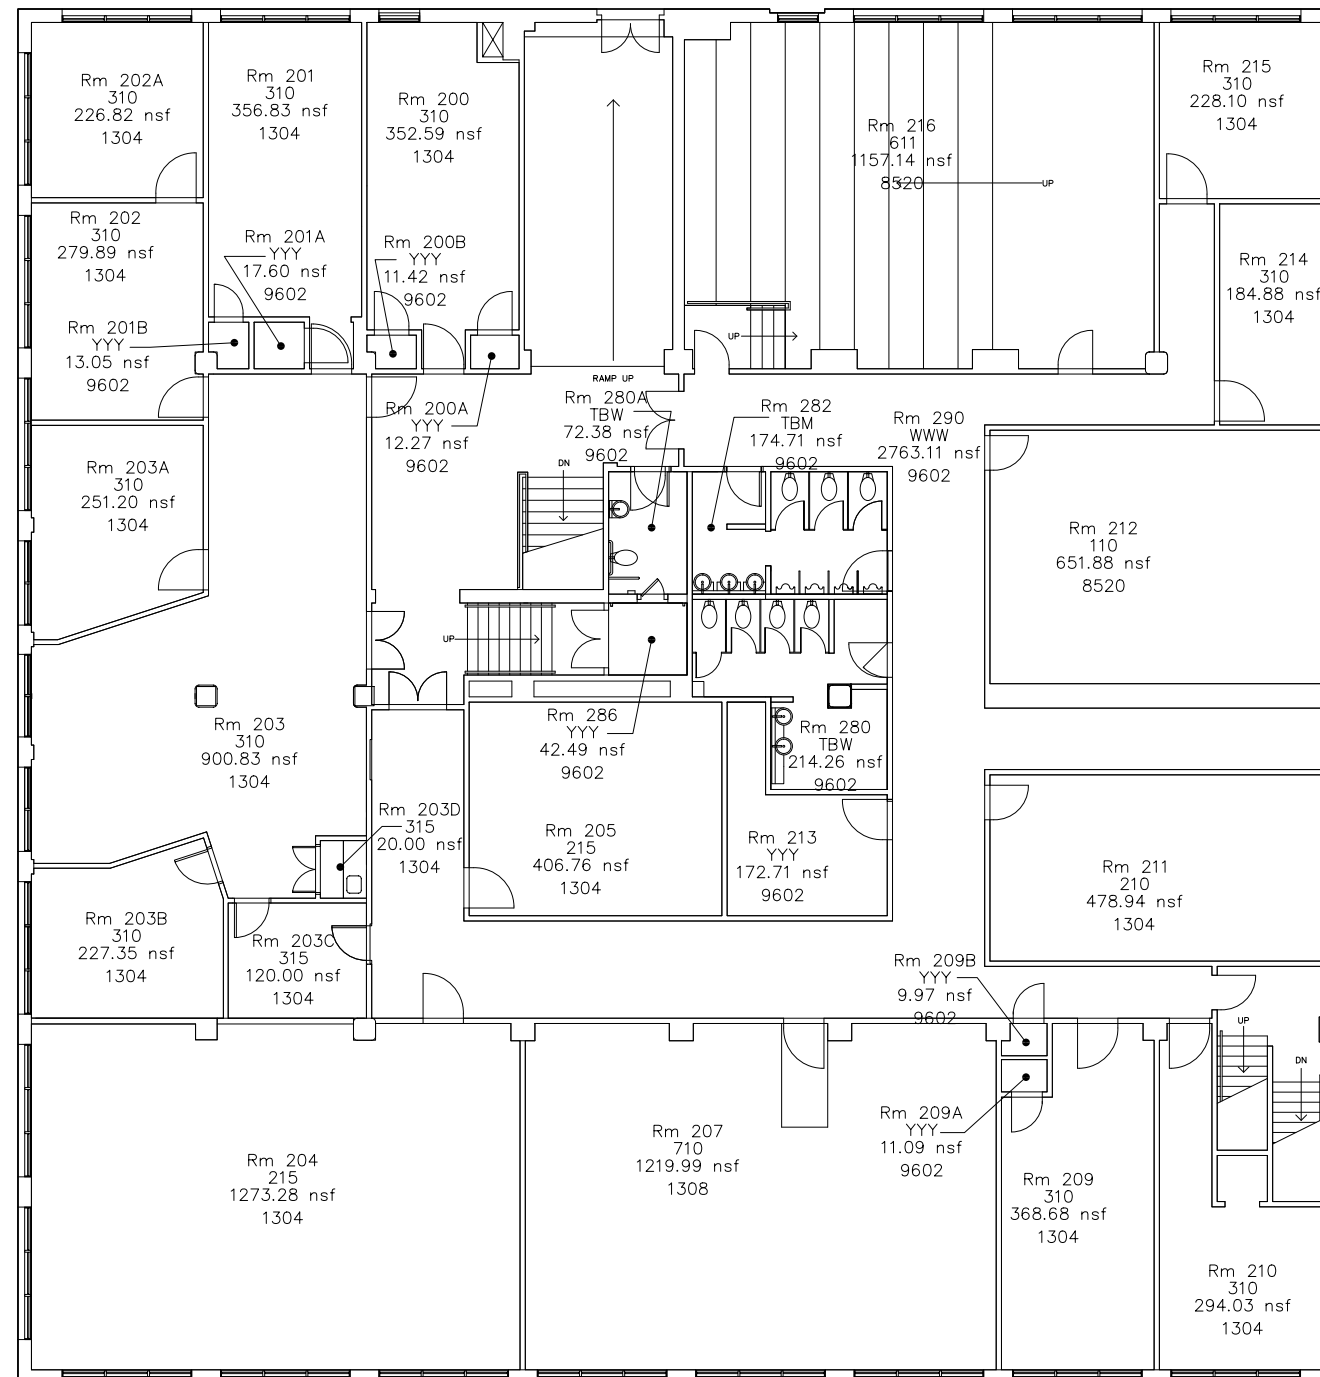 Rm 202A
310
226.82 nsf
1304
Rm 201
310
356.83 nsf
1304
Rm 200
310
352.59 nsf
1304
Rm 216
611
1157.14 nsf
8520
UP
Rm 215
310
228.10 nsf
1304
Rm 202
310
279.89 nsf
1304
Rm 201A
YYY
17.60 nsf
9602
Rm 200B
YYY
11.42 nsf
9602
Rm 214
310
184.88 nsf
1304
Rm 201B
YYY
13.05 nsf
9602
UP
RAMP UP
Rm 200A
YYY
12.27 nsf
9602
Rm 280A
TBW
72.38 nsf
9602
Rm 282
TBM
174.71 nsf
9602
Rm 290
WWW
2763.11 nsf
9602
DN
Rm 203A
310
251.20 nsf
1304
Rm 212
110
651.88 nsf
8520
UP
Rm 203
310
900.83 nsf
1304
Rm 286
YYY
42.49 nsf
9602
Rm 280
TBW
214.26 nsf
9602
Rm 203D
315
20.00 nsf
1304
Rm 205
215
406.76 nsf
1304
Rm 213
YYY
172.71 nsf
9602
Rm 211
210
478.94 nsf
1304
Rm 203B
310
227.35 nsf
1304
Rm 203C
315
120.00 nsf
1304
Rm 209B
YYY
9.97 nsf
9602
UP
DN
Rm 204
215
1273.28 nsf
1304
Rm 207
710
1219.99 nsf
1308
Rm 209A
YYY
11.09 nsf
9602
Rm 209
310
368.68 nsf
1304
Rm 210
310
294.03 nsf
1304